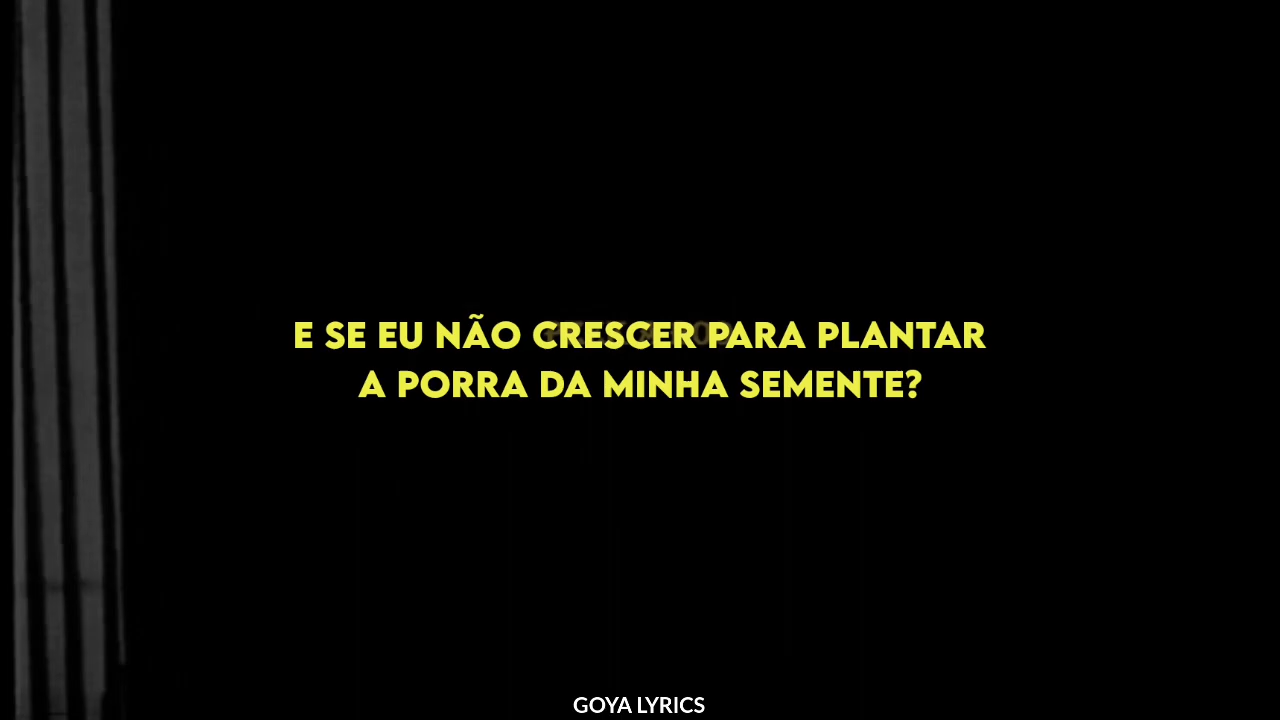 E SE EU NÃO CRESCER PARA PLANTAR
A PORRA DA MINHA SEMENTE?
GOYA LYRICS